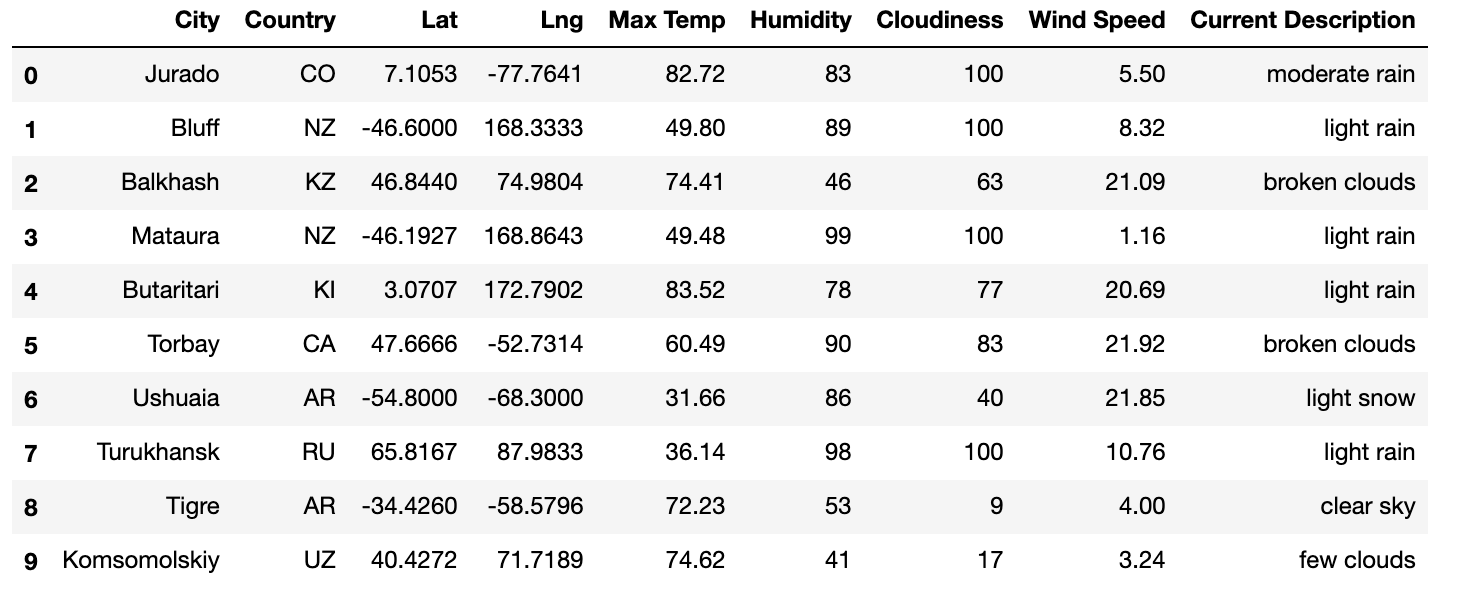 City Country Lat Lng Max Temp Humidity Cloudiness Wind Speed Current Description
0 Jurado CO 7.1053 -77.7641 82.72 83 100 5.50 moderate rain
1 Bluff NZ -46.6000 168.3333 49.80 89 100 8.32 light rain
2 Balkhash KZ 46.8440 74.9804 74.41 46 63 21.09 broken clouds
3 Mataura NZ -46.1927 168.8643 49.48 99 100 1.16 light rain
4 Butaritari KI 3.0707 172.7902 83.52 78 77 20.69 light rain
5 Torbay CA 47.6666 -52.7314 60.49 90 83 21.92 broken clouds
6 Ushuaia AR -54.8000 -68.3000 31.66 86 40 21.85 light snow
7 Turukhansk RU 65.8167 87.9833 36.14 98 100 10.76 light rain
8 Tigre AR -34.4260 -58.5796 72.23 53 9 4.00 clear sky
9 Komsomolskiy UZ 40.4272 71.7189 74.62 41 17 3.24 few clouds